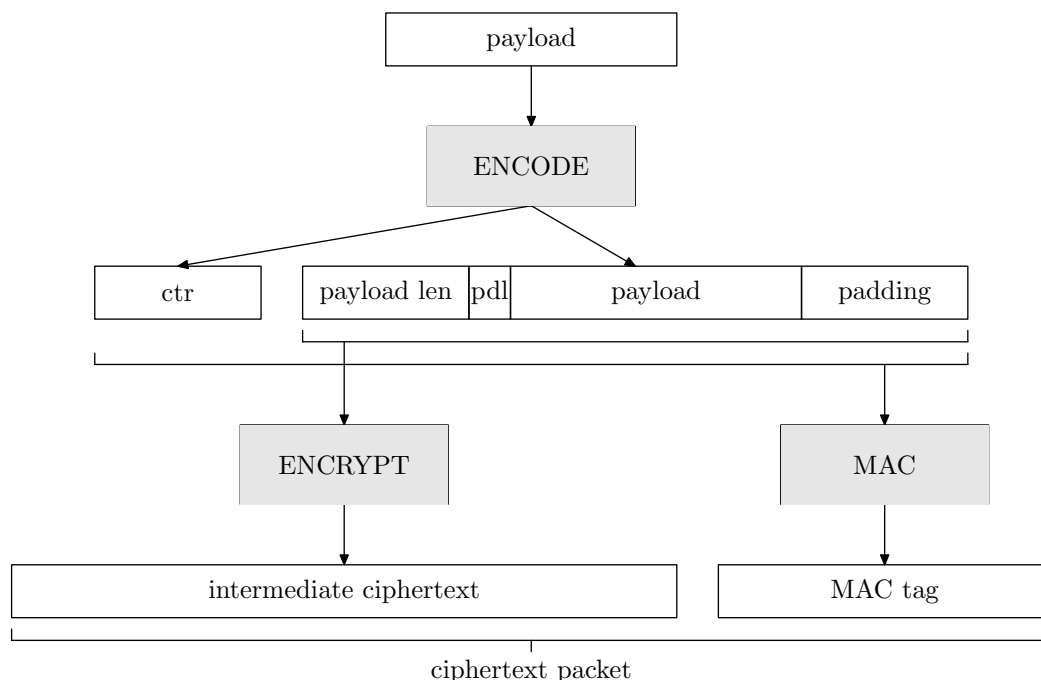 payload
ENCODE
ctr
payload len
pdl
payload
padding
ENCRYPT
MAC
intermediate ciphertext
MAC tag
ciphertext packet